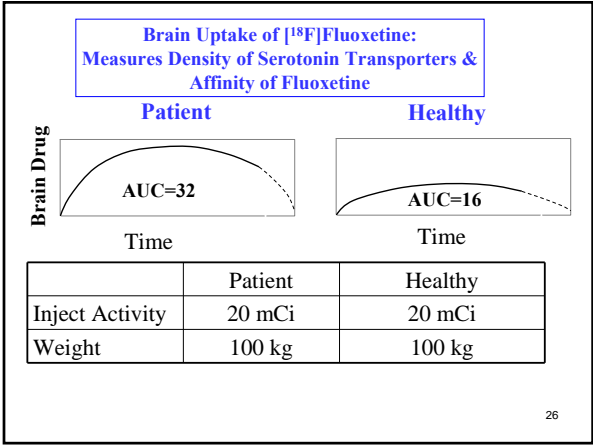 Brain Uptake of [¹⁸F]Fluoxetine:
Measures Density of Serotonin Transporters &
Affinity of Fluoxetine
Patient Healthy
Brain Drug
AUC=32 AUC=16
Time Time
Patient Healthy
Inject Activity 20 mCi 20 mCi
Weight 100 kg 100 kg
26